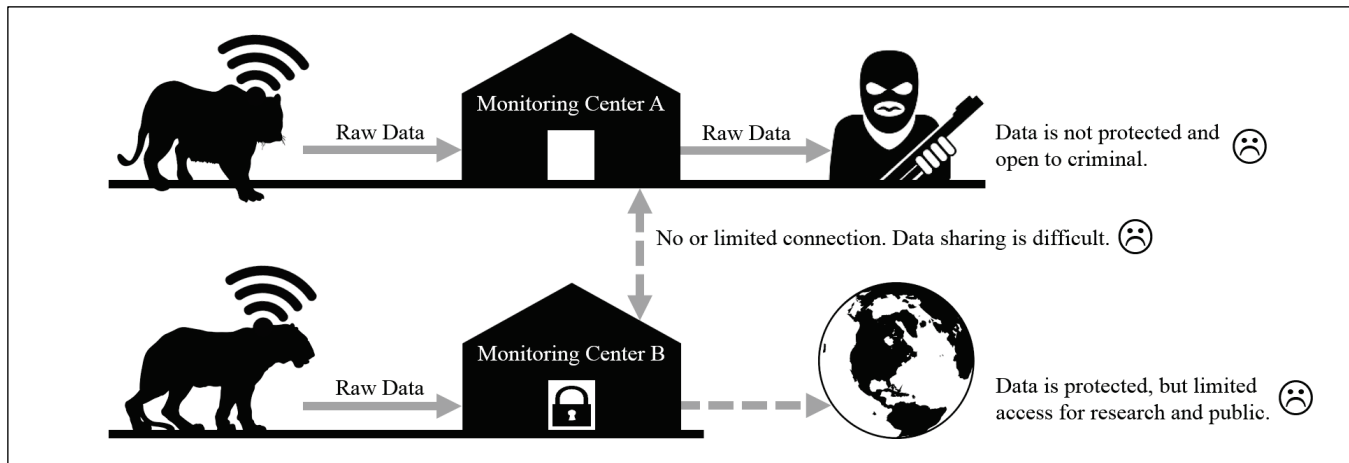 Monitoring Center A
Raw Data
Raw Data
Data is not protected and
open to criminal.
No or limited connection. Data sharing is difficult.
Monitoring Center B
Raw Data
Data is protected, but limited
access for research and public.